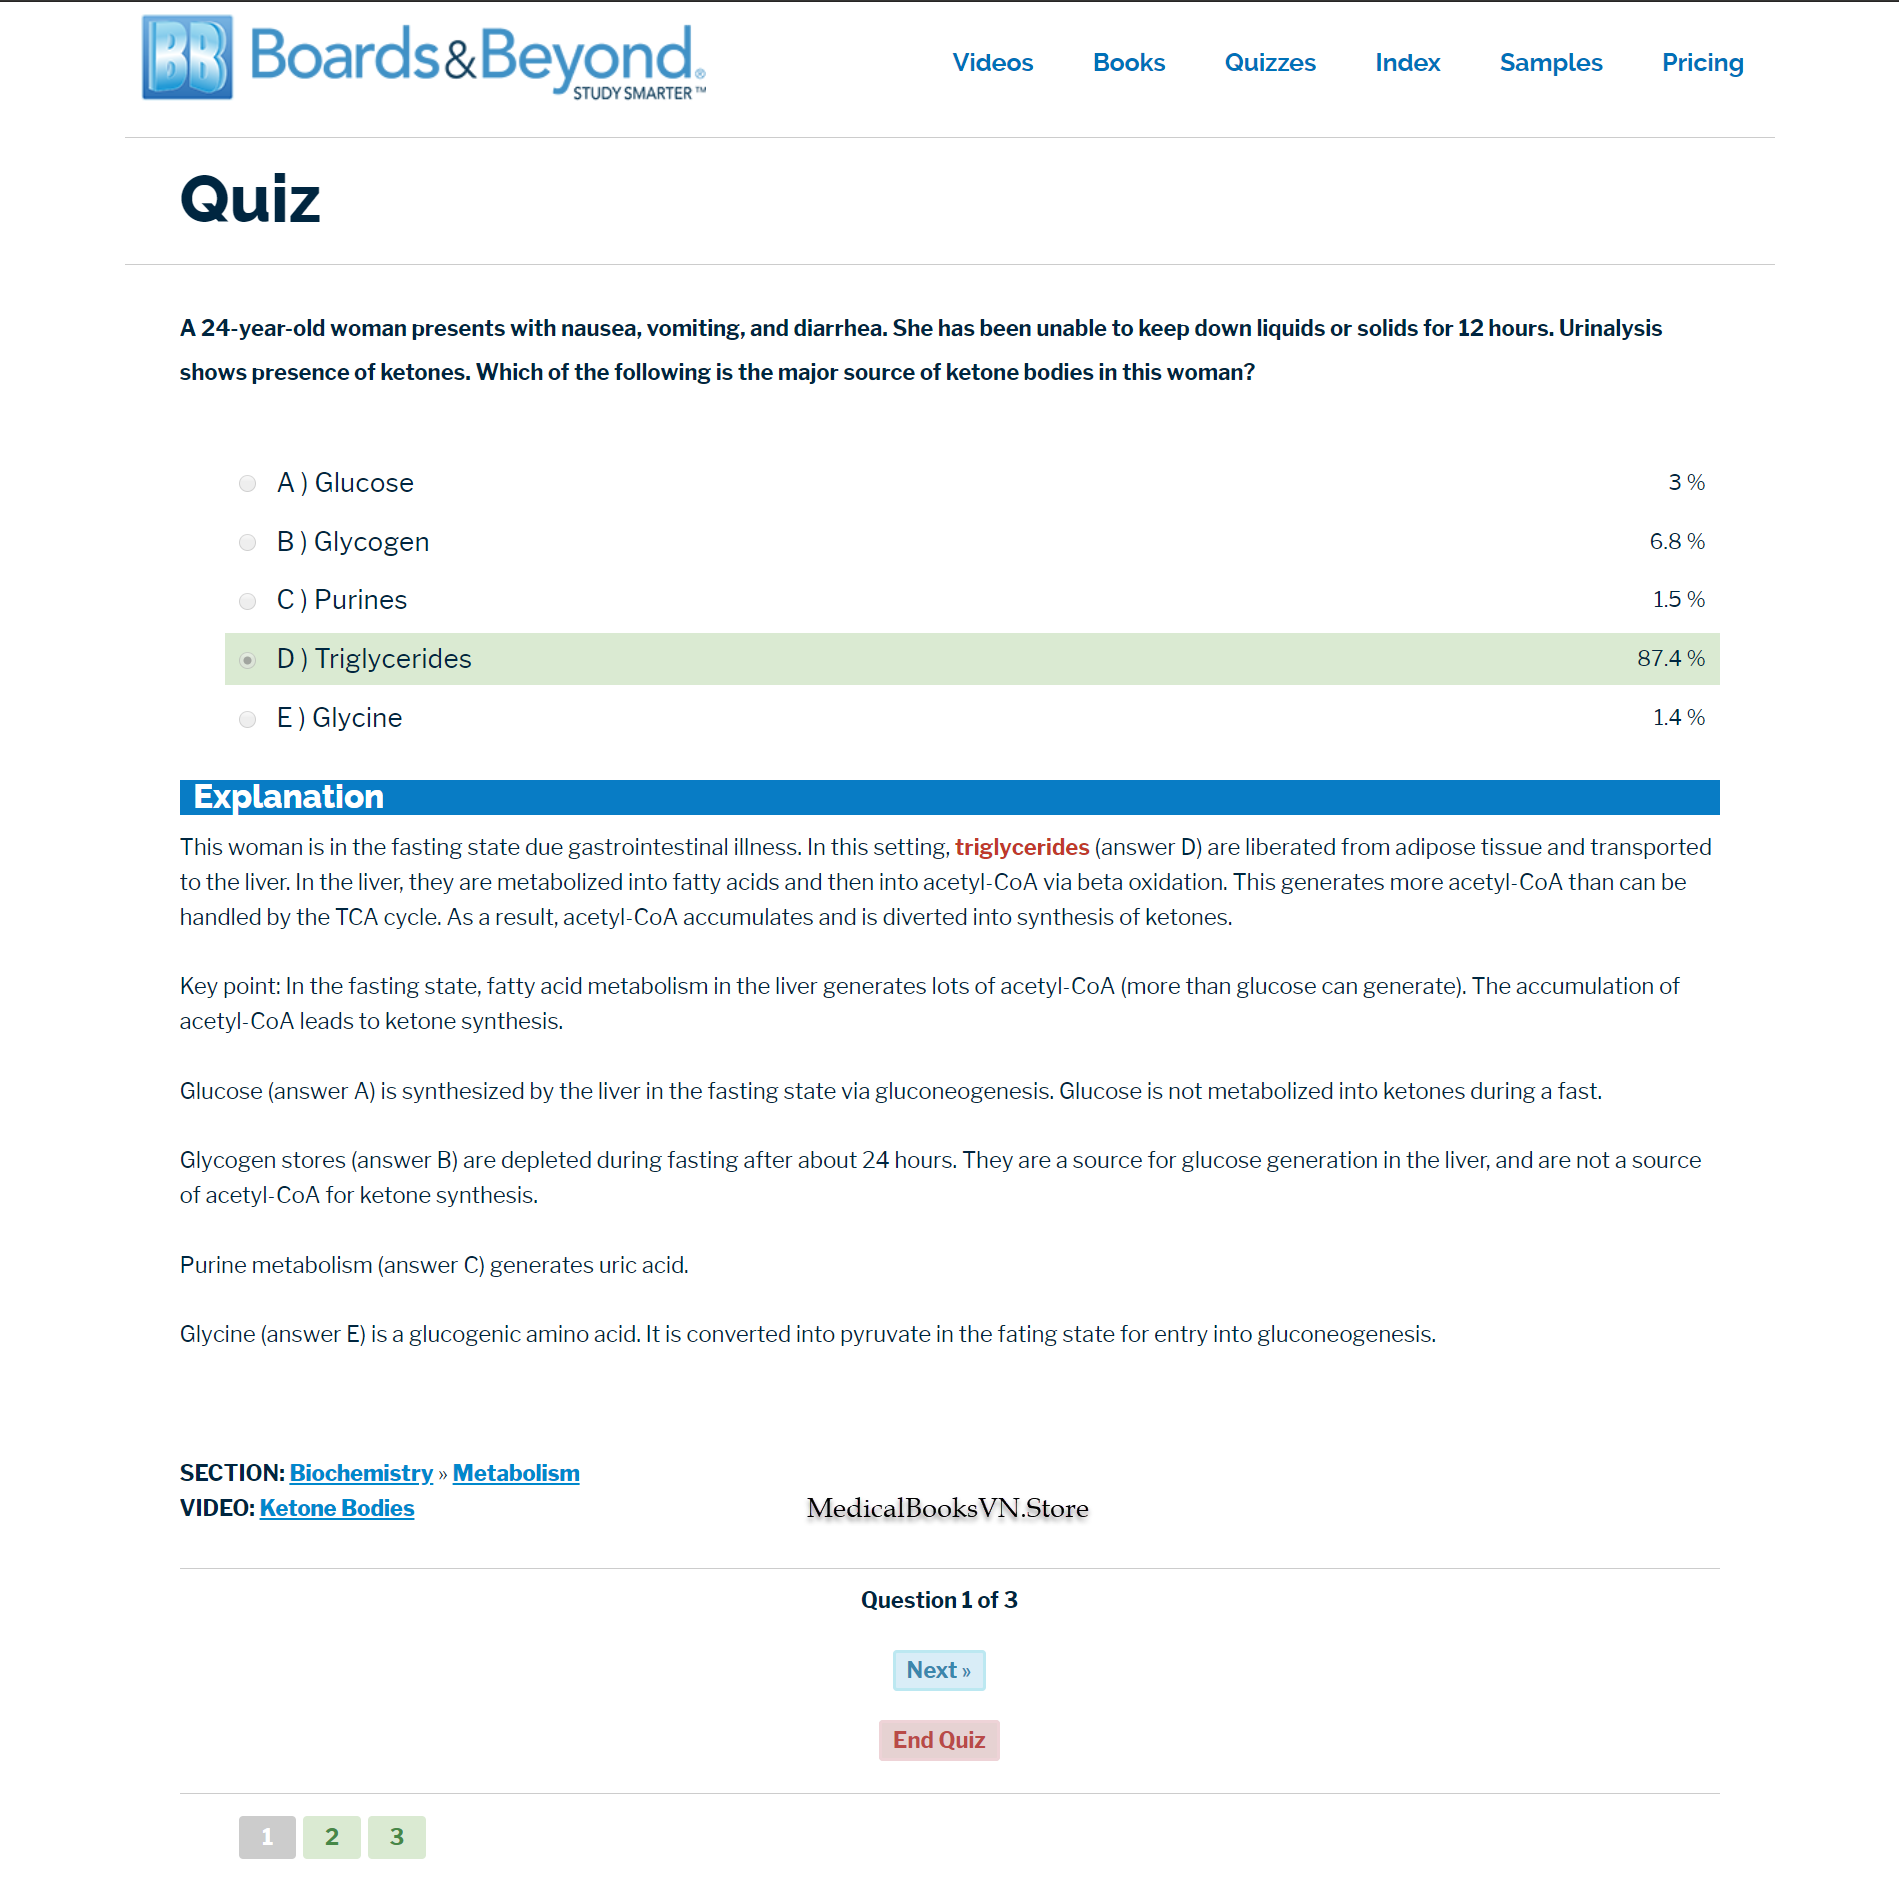 BB Boards&Beyond.®
STUDY SMARTER™
Videos Books Quizzes Index Samples Pricing
Quiz
A 24-year-old woman presents with nausea, vomiting, and diarrhea. She has been unable to keep down liquids or solids for 12 hours. Urinalysis
shows presence of ketones. Which of the following is the major source of ketone bodies in this woman?
A ) Glucose 3 %
B ) Glycogen 6.8 %
C ) Purines 1.5 %
D ) Triglycerides 87.4 %
E ) Glycine 1.4 %
Explanation
This woman is in the fasting state due gastrointestinal illness. In this setting, triglycerides (answer D) are liberated from adipose tissue and transported
to the liver. In the liver, they are metabolized into fatty acids and then into acetyl-CoA via beta oxidation. This generates more acetyl-CoA than can be
handled by the TCA cycle. As a result, acetyl-CoA accumulates and is diverted into synthesis of ketones.
Key point: In the fasting state, fatty acid metabolism in the liver generates lots of acetyl-CoA (more than glucose can generate). The accumulation of
acetyl-CoA leads to ketone synthesis.
Glucose (answer A) is synthesized by the liver in the fasting state via gluconeogenesis. Glucose is not metabolized into ketones during a fast.
Glycogen stores (answer B) are depleted during fasting after about 24 hours. They are a source for glucose generation in the liver, and are not a source
of acetyl-CoA for ketone synthesis.
Purine metabolism (answer C) generates uric acid.
Glycine (answer E) is a glucogenic amino acid. It is converted into pyruvate in the fating state for entry into gluconeogenesis.
SECTION: Biochemistry » Metabolism
VIDEO: Ketone Bodies
MedicalBooksVN.Store
Question 1 of 3
Next »
End Quiz
1 2 3